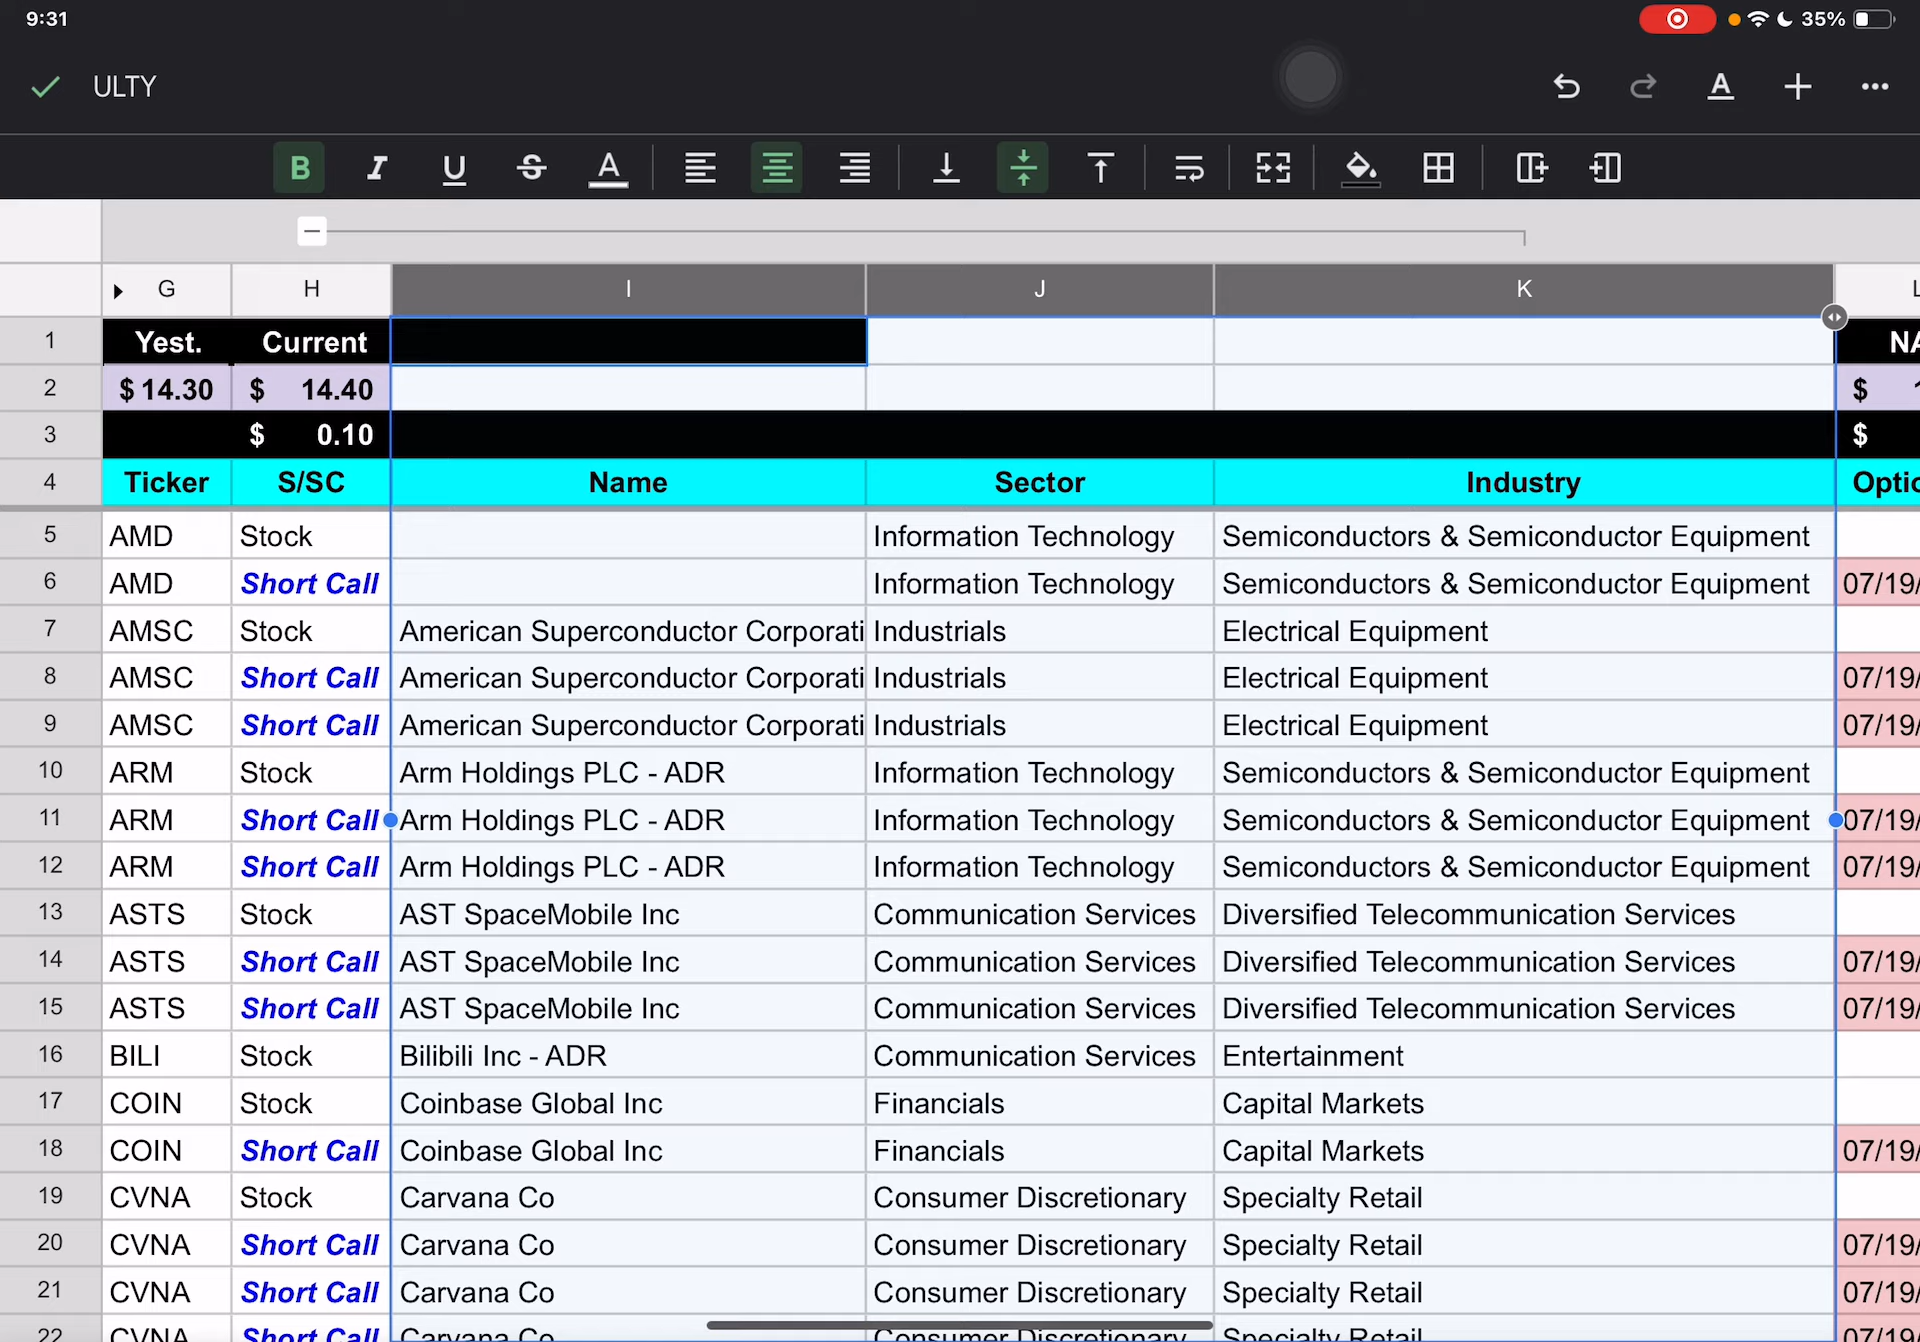 9:31 35%
ULTY
B I U S A A
G H I J K
1 Yest. Current
2 $ 14.30 $ 14.40 $
3 $ 0.10 $
4 Ticker S/SC Name Sector Industry
5 AMD Stock Information Technology Semiconductors & Semiconductor Equipment
6 AMD Short Call Information Technology Semiconductors & Semiconductor Equipment 07/19/
7 AMSC Stock American Superconductor Corporati Industrials Electrical Equipment
8 AMSC Short Call American Superconductor Corporati Industrials Electrical Equipment 07/19/
9 AMSC Short Call American Superconductor Corporati Industrials Electrical Equipment 07/19/
10 ARM Stock Arm Holdings PLC - ADR Information Technology Semiconductors & Semiconductor Equipment
11 ARM Short Call Arm Holdings PLC - ADR Information Technology Semiconductors & Semiconductor Equipment 07/19/
12 ARM Short Call Arm Holdings PLC - ADR Information Technology Semiconductors & Semiconductor Equipment 07/19/
13 ASTS Stock AST SpaceMobile Inc Communication Services Diversified Telecommunication Services
14 ASTS Short Call AST SpaceMobile Inc Communication Services Diversified Telecommunication Services 07/19/
15 ASTS Short Call AST SpaceMobile Inc Communication Services Diversified Telecommunication Services 07/19/
16 BILI Stock Bilibili Inc - ADR Communication Services Entertainment
17 COIN Stock Coinbase Global Inc Financials Capital Markets
18 COIN Short Call Coinbase Global Inc Financials Capital Markets 07/19/
19 CVNA Stock Carvana Co Consumer Discretionary Specialty Retail
20 CVNA Short Call Carvana Co Consumer Discretionary Specialty Retail 07/19/
21 CVNA Short Call Carvana Co Consumer Discretionary Specialty Retail 07/19/
22 CVNA Short Call Carvana Co Consumer Discretionary Specialty Retail 07/19/